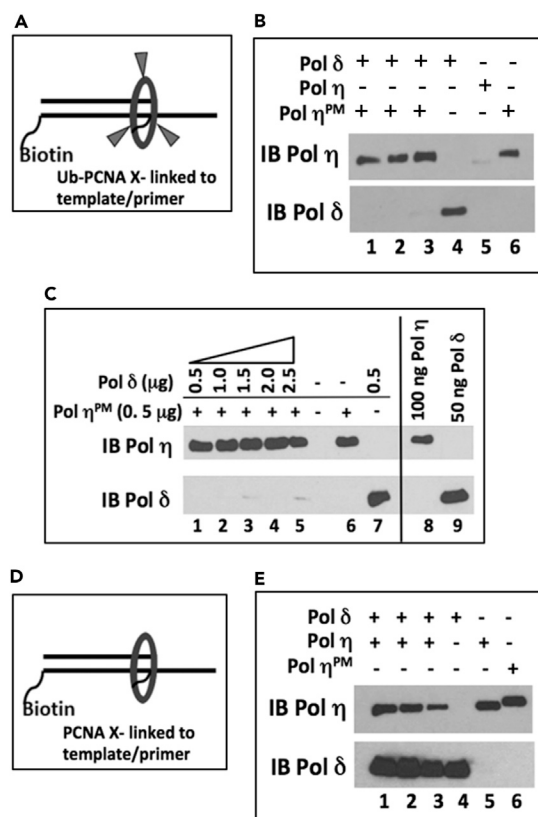 A
Biotin
Ub-PCNA X- linked to
template/primer
B
Pol δ + + + + - -
Pol η - - - - + -
Pol ηPM + + + - - +
IB Pol η
IB Pol δ
1 2 3 4 5 6
C
Pol δ (µg) 0.5 1.0 1.5 2.0 2.5 - - 0.5
Pol ηPM (0. 5 µg) + + + + + - + -
100 ng Pol η
50 ng Pol δ
IB Pol η
IB Pol δ
1 2 3 4 5 6 7 8 9
D
Biotin
PCNA X- linked to
template/primer
E
Pol δ + + + + - -
Pol η + + + - + -
Pol ηPM - - - - - +
IB Pol η
IB Pol δ
1 2 3 4 5 6